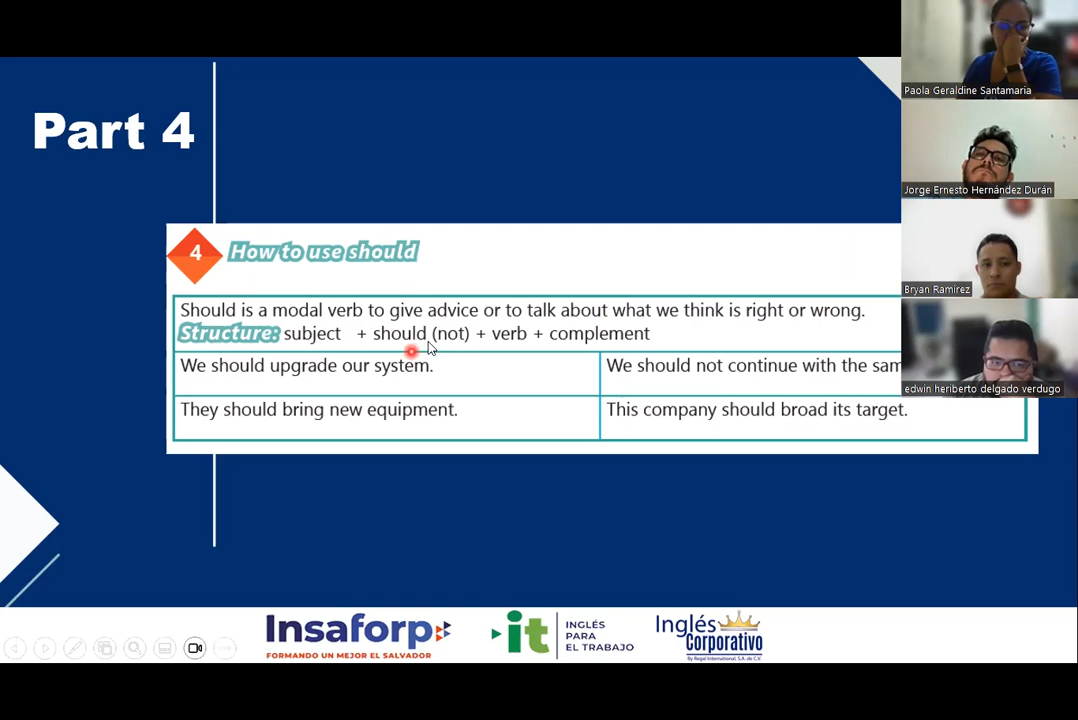 Part 4
4
How to use should
Should is a modal verb to give advice or to talk about what we think is right or wrong.
Structure: subject + should (not) + verb + complement
We should upgrade our system.
We should not continue with the sam
They should bring new equipment.
This company should broad its target.
Paola Geraldine Santamaria
Jorge Ernesto Hernández Durán
Bryan Ramirez
edwin heriberto delgado verdugo
Insaforp
FORMANDO UN MEJOR EL SALVADOR
it
INGLÉS
PARA
EL TRABAJO
Inglés
Corporativo
By Regal International, S.A. de C.V.